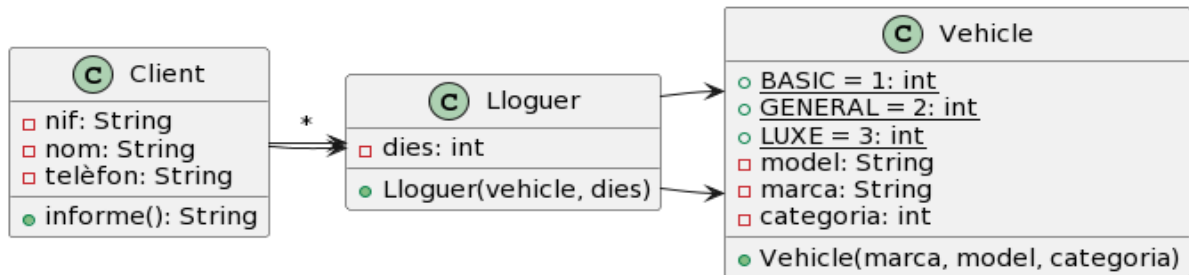 C Client
nif: String
nom: String
telèfon: String
informe(): String
*
C Lloguer
dies: int
Lloguer(vehicle, dies)
C Vehicle
BASIC = 1: int
GENERAL = 2: int
LUXE = 3: int
model: String
marca: String
categoria: int
Vehicle(marca, model, categoria)